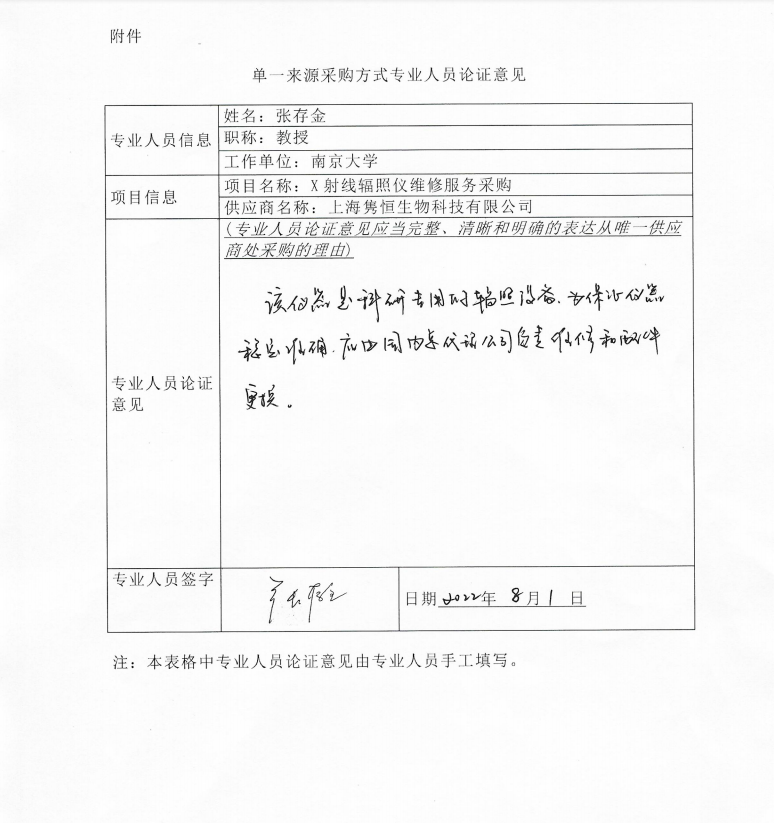 附件
单一来源采购方式专业人员论证意见
专业人员信息
姓名：张存金
职称：教授
工作单位：南京大学
项目信息
项目名称：X射线辐照仪维修服务采购
供应商名称：上海隽恒生物科技有限公司
(专业人员论证意见应当完整、清晰和明确的表达从唯一供应
商处采购的理由)
专业人员论证
意见
该仪器是科研专用的辐照设备，为保证仪器
稳定准确，应由国内总代理公司负责维修和配件
更换。
专业人员签字
张存金
日期 2022年 8月1日
注：本表格中专业人员论证意见由专业人员手工填写。